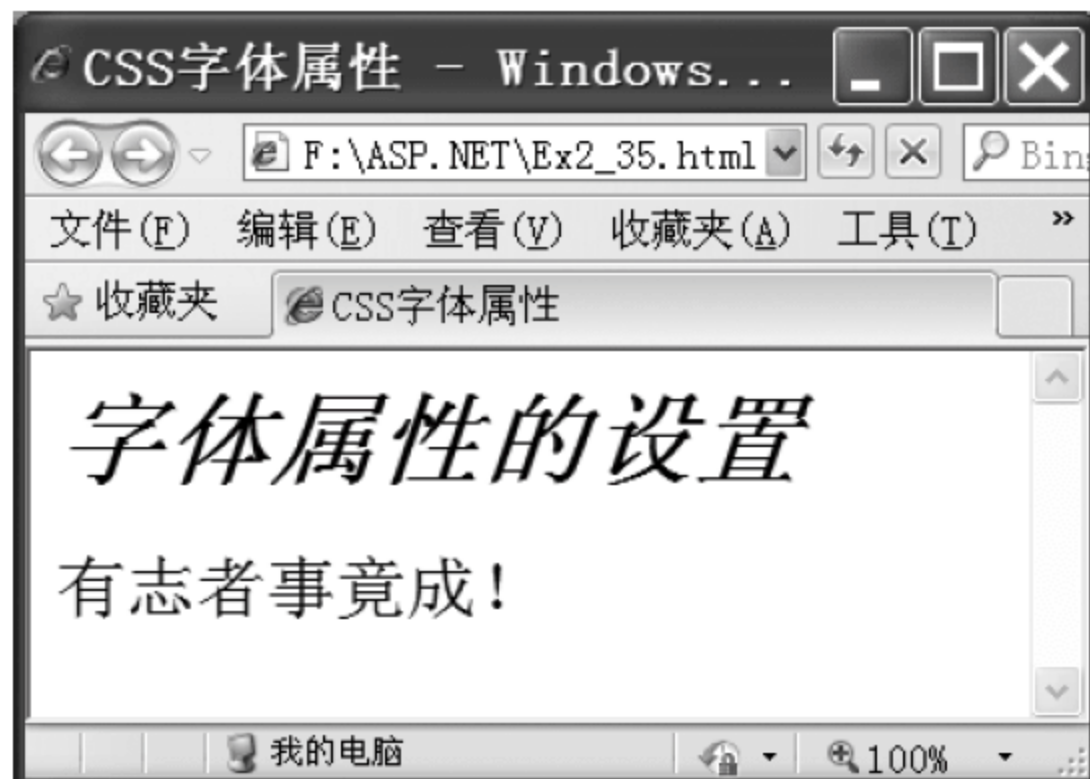 CSS字体属性 - Windows...
F:\ASP.NET\Ex2_35.html Bing
文件(F) 编辑(E) 查看(V) 收藏夹(A) 工具(T) »
收藏夹 CSS字体属性
字体属性的设置
有志者事竟成！
我的电脑 100%